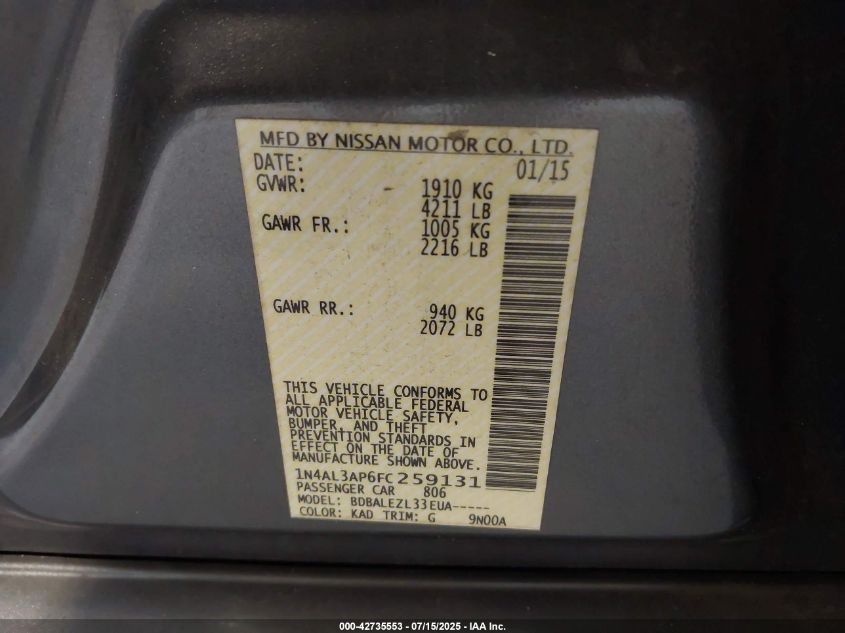 MFD BY NISSAN MOTOR CO., LTD.
DATE: 01/15
GVWR: 1910 KG
4211 LB
GAWR FR.: 1005 KG
2216 LB
GAWR RR.: 940 KG
2072 LB
THIS VEHICLE CONFORMS TO
ALL APPLICABLE FEDERAL
MOTOR VEHICLE SAFETY,
BUMPER, AND THEFT
PREVENTION STANDARDS IN
EFFECT ON THE DATE OF
MANUFACTURE SHOWN ABOVE.
1N4AL3AP6FC259131
PASSENGER CAR 806
MODEL: BDBALEZL33EUA-----
COLOR: KAD TRIM: G 9N00A
000-42735553 / 07/15/2025 - IAA Inc.